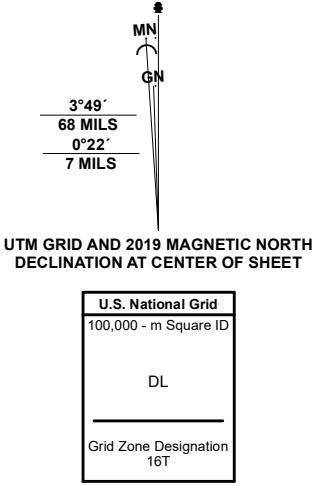 MN
GN
3°49´
68 MILS
0°22´
7 MILS
UTM GRID AND 2019 MAGNETIC NORTH
DECLINATION AT CENTER OF SHEET
U.S. National Grid
100,000 - m Square ID
DL
Grid Zone Designation
16T